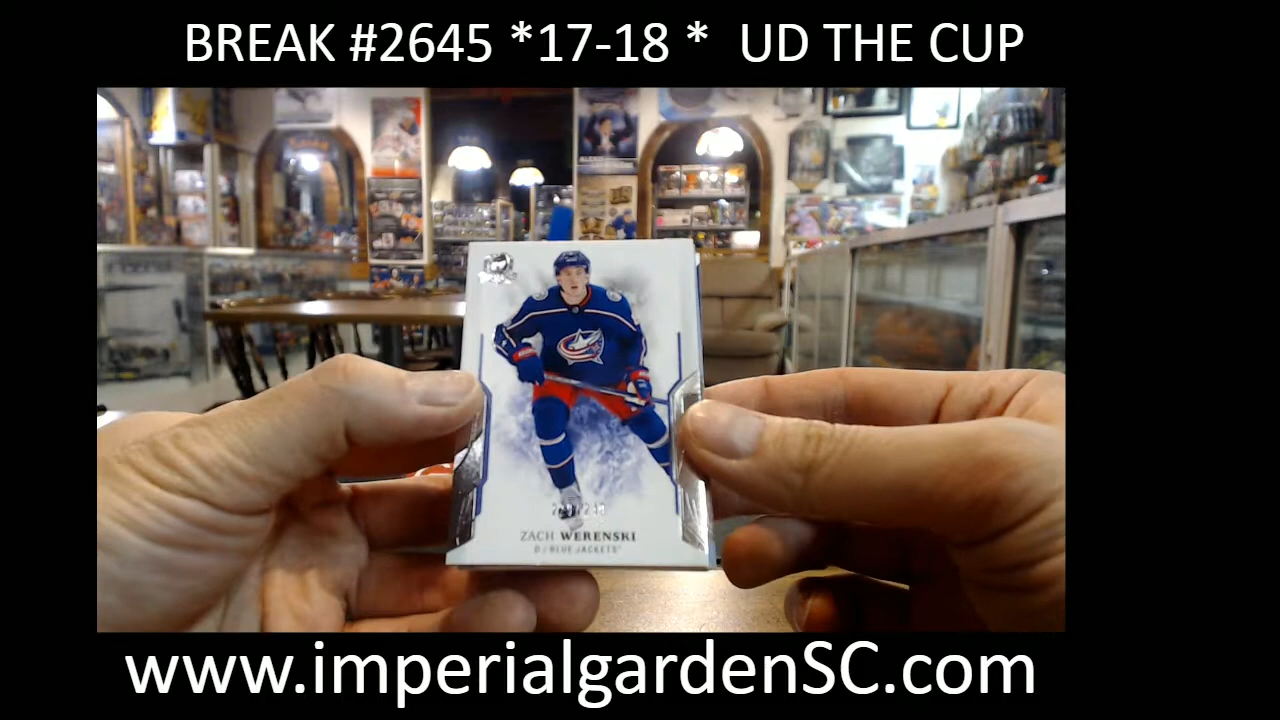 BREAK #2645 *17-18 *  UD THE CUP
ZACH WERENSKI
D / BLUE JACKETS
www.imperialgardenSC.com